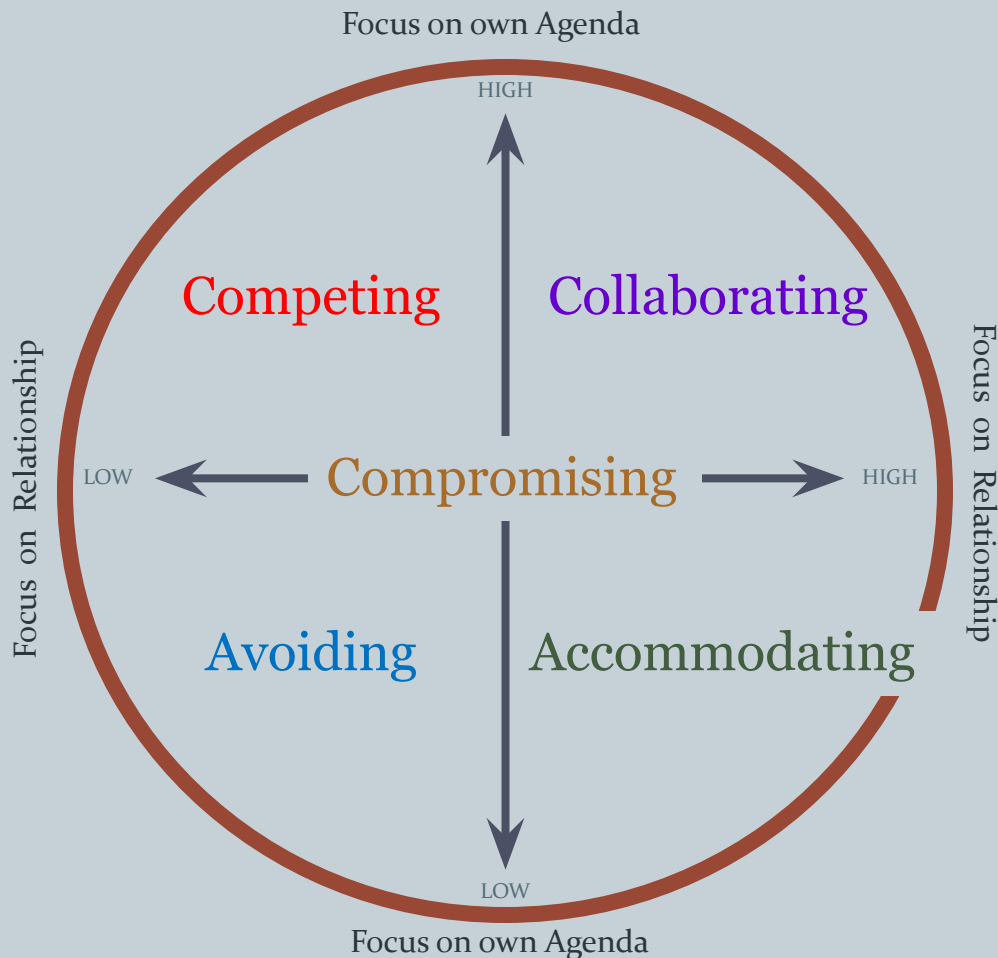 Focus on own Agenda
HIGH
Competing
Collaborating
Focus on Relationship
Focus on Relationship
LOW
Compromising
HIGH
Avoiding
Accommodating
LOW
Focus on own Agenda